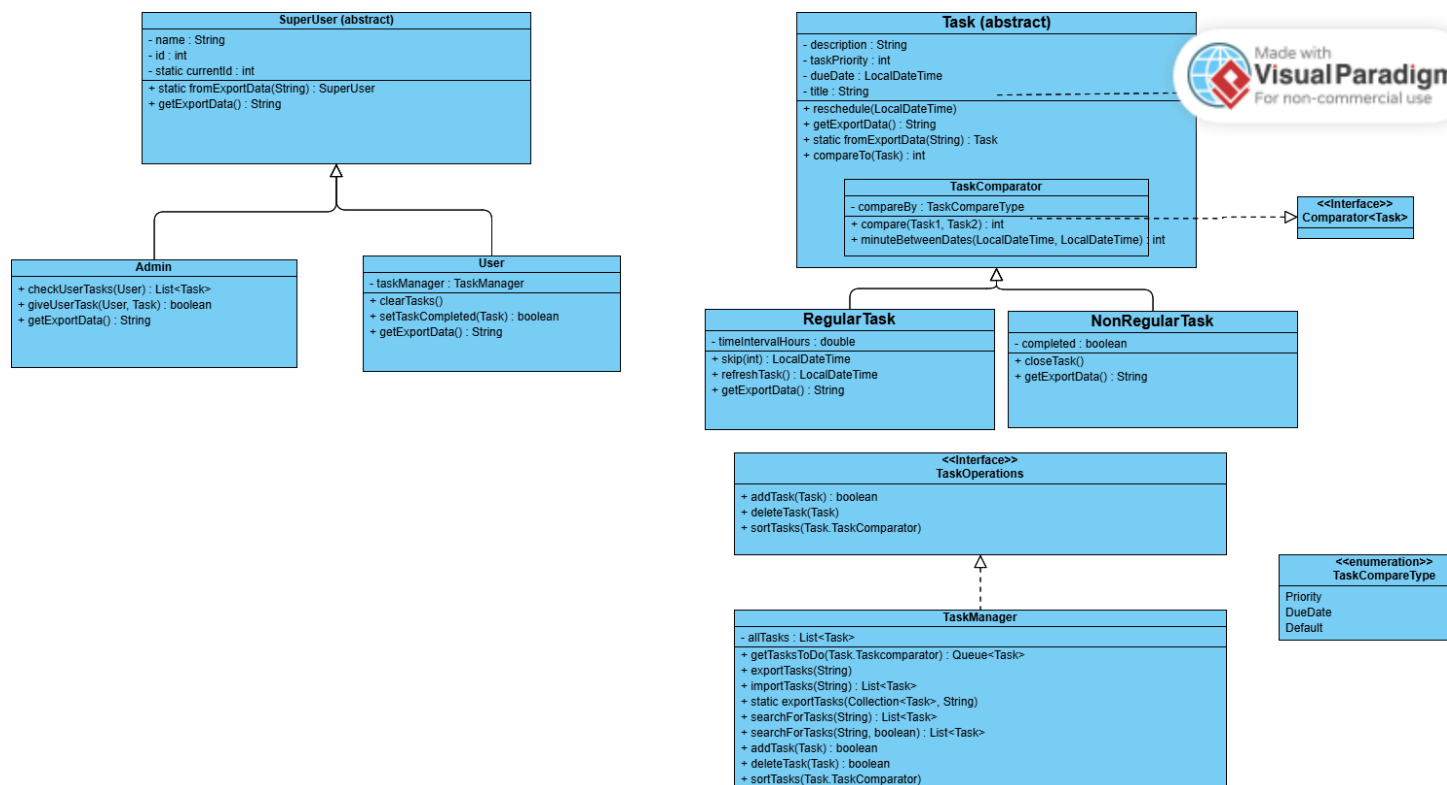 SuperUser (abstract)
- name : String
- id : int
- static currentId : int
+ static fromExportData(String) : SuperUser
+ getExportData() : String
Task (abstract)
- description : String
- taskPriority : int
- dueDate : LocalDateTime
- title : String
+ reschedule(LocalDateTime)
+ getExportData() : String
+ static fromExportData(String) : Task
+ compareTo(Task) : int
Made with
Visual Paradigm
For non-commercial use
TaskComparator
- compareBy : TaskCompareType
+ compare(Task1, Task2) : int
+ minuteBetweenDates(LocalDateTime, LocalDateTime) : int
<<Interface>>
Comparator<Task>
Admin
+ checkUserTasks(User) : List<Task>
+ giveUserTask(User, Task) : boolean
+ getExportData() : String
User
- taskManager : TaskManager
+ clearTasks()
+ setTaskCompleted(Task) : boolean
+ getExportData() : String
RegularTask
- timeIntervalHours : double
+ skip(int) : LocalDateTime
+ refreshTask() : LocalDateTime
+ getExportData() : String
NonRegularTask
- completed : boolean
+ closeTask()
+ getExportData() : String
<<Interface>>
TaskOperations
+ addTask(Task) : boolean
+ deleteTask(Task)
+ sortTasks(Task.TaskComparator)
<<enumeration>>
TaskCompareType
Priority
DueDate
Default
TaskManager
- allTasks : List<Task>
+ getTasksToDo(Task.Taskcomparator) : Queue<Task>
+ exportTasks(String)
+ importTasks(String) : List<Task>
+ static exportTasks(Collection<Task>, String)
+ searchForTasks(String) : List<Task>
+ searchForTasks(String, boolean) : List<Task>
+ addTask(Task) : boolean
+ deleteTask(Task) : boolean
+ sortTasks(Task.TaskComparator)